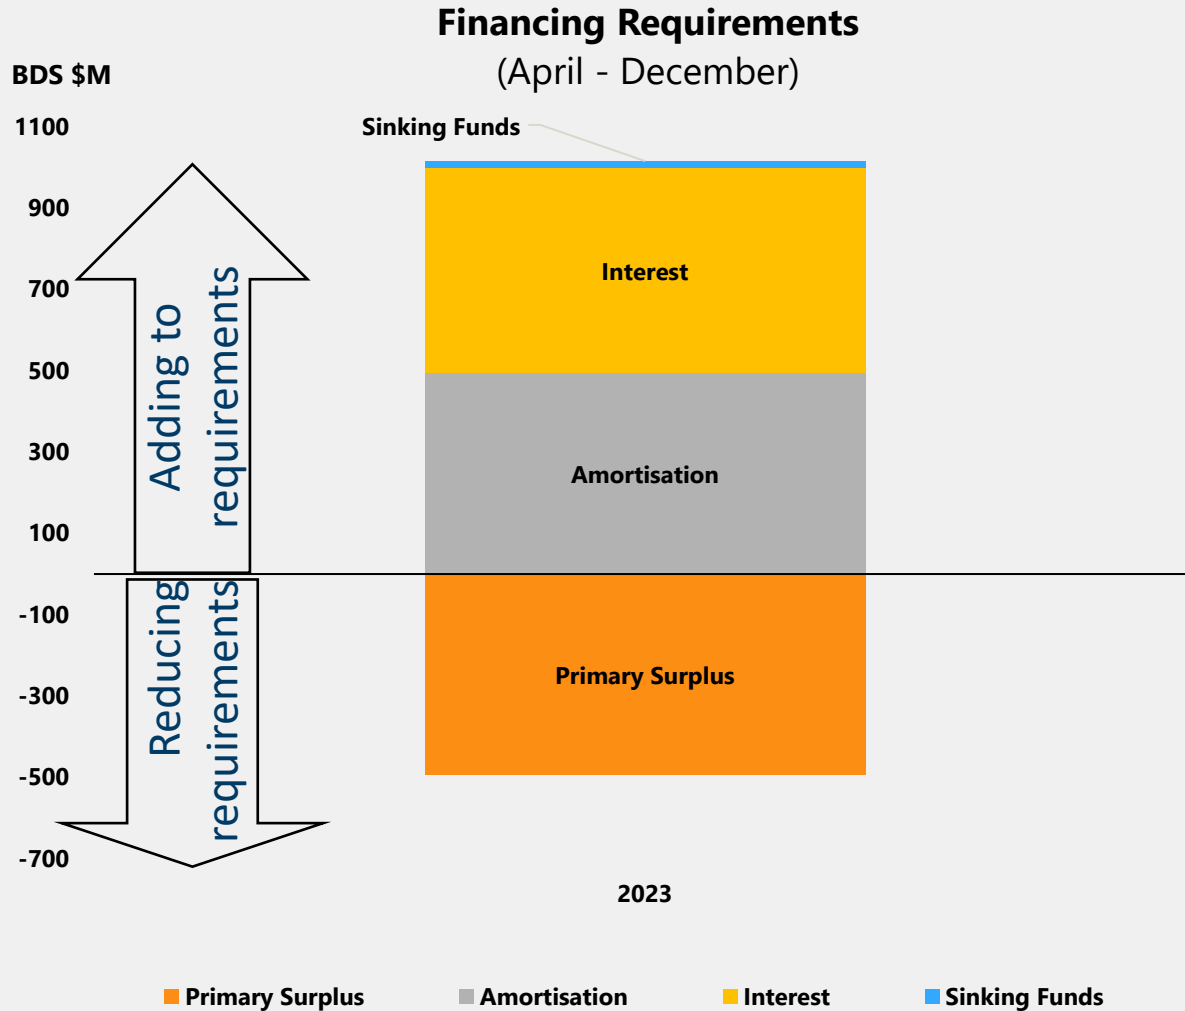 Financing Requirements
(April - December)
BDS $M
1100
900
700
500
300
100
-100
-300
-500
-700
Adding to
requirements
Reducing
requirements
Sinking Funds
Interest
Amortisation
Primary Surplus
2023
Primary Surplus
Amortisation
Interest
Sinking Funds